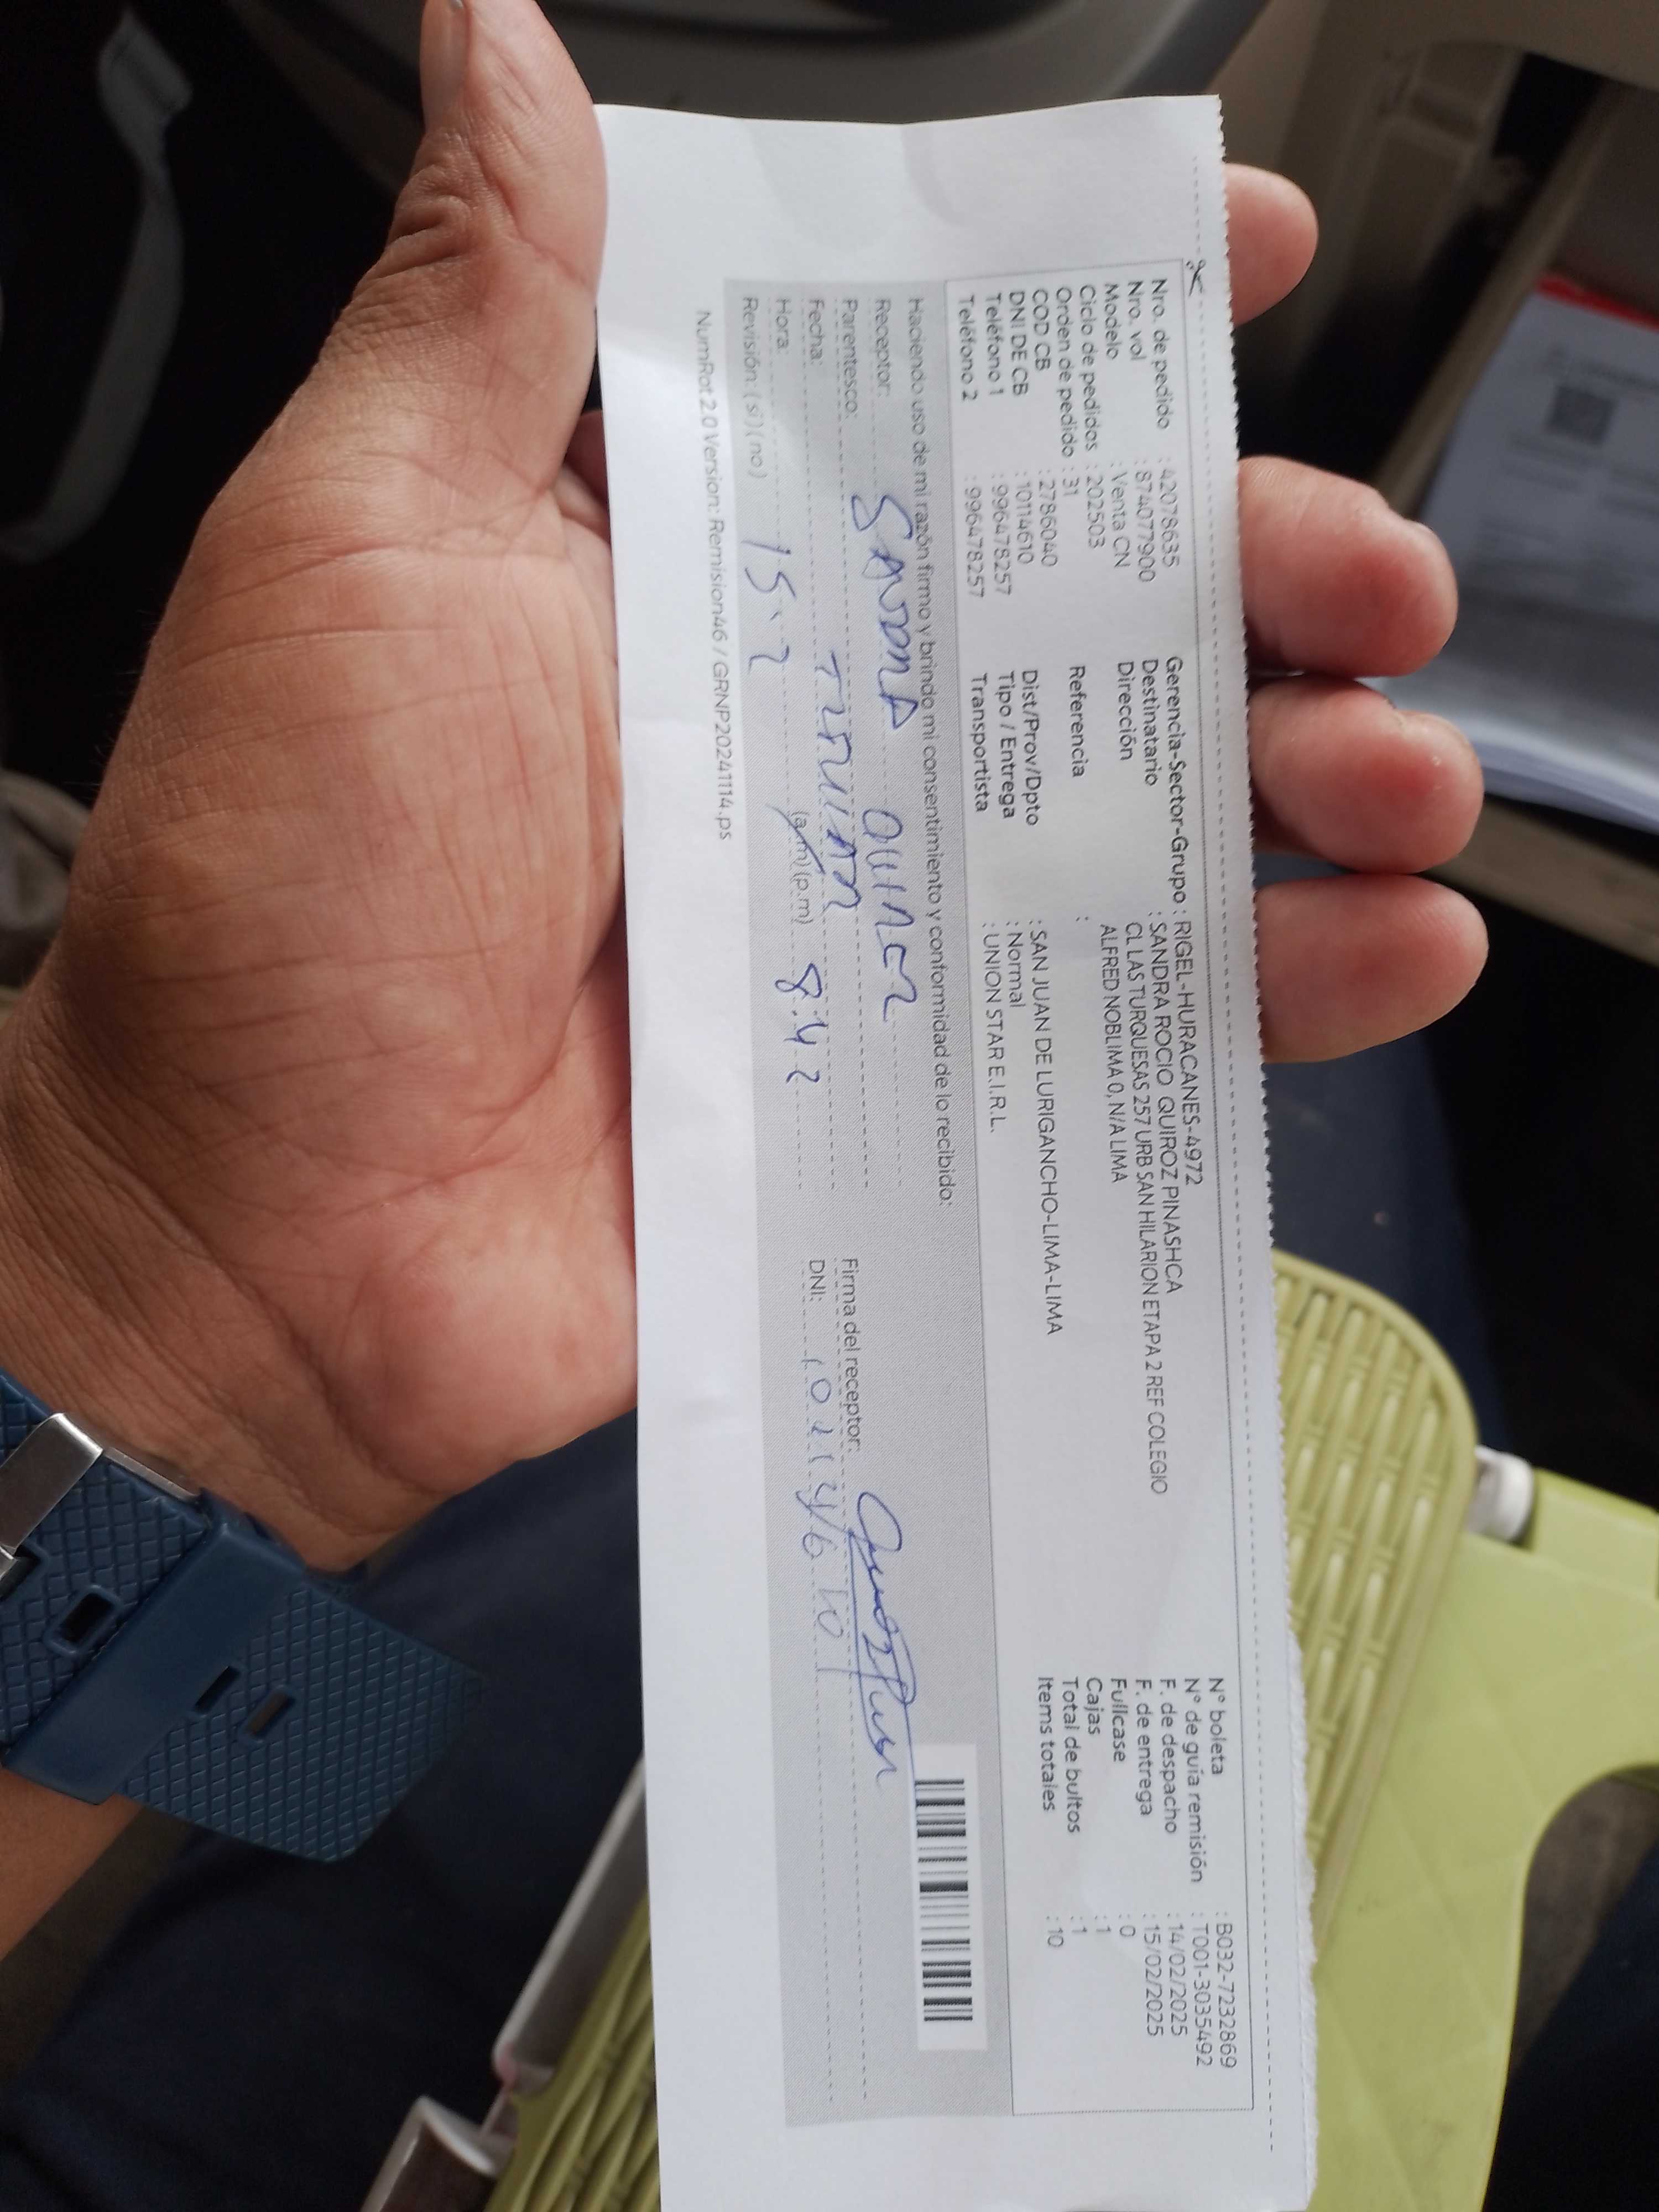 Nro. de pedido : 42078635
Nro. vol : 874077900
Modelo : Venta CN
Ciclo de pedidos : 202503
Orden de pedido : 31
COD CB : 2786040
DNI DE CB : 10114610
Teléfono 1 : 996478257
Teléfono 2 : 996478257
Gerencia-Sector-Grupo : RIGEL-HURACANES-4972
Destinatario : SANDRA ROCIO QUIROZ PINASHCA
Dirección CL LAS TURQUESAS 257 URB SAN HILARION ETAPA 2 REF COLEGIO
ALFRED NOBLIMA 0, N/A LIMA
Referencia :
Dist/Prov/Dpto : SAN JUAN DE LURIGANCHO-LIMA-LIMA
Tipo / Entrega : Normal
Transportista : UNION STAR E.I.R.L.
N° boleta : B032-7232869
N° de guía remisión : T001-3035492
F. de despacho : 14/02/2025
F. de entrega : 15/02/2025
Fullcase : 0
Cajas : 1
Total de bultos : 1
Items totales : 10
Haciendo uso de mi razón firmo y brindo mi consentimiento y conformidad de lo recibido:
Receptor: SANDRA
Parentesco:
Fecha:
Hora: 15.2 (a.m) (p.m) 8.42
Revisión: (si) (no)
Firma del receptor:
DNI:
NumRot:2.0 Version: Remision46 / GRNP20241114.ps